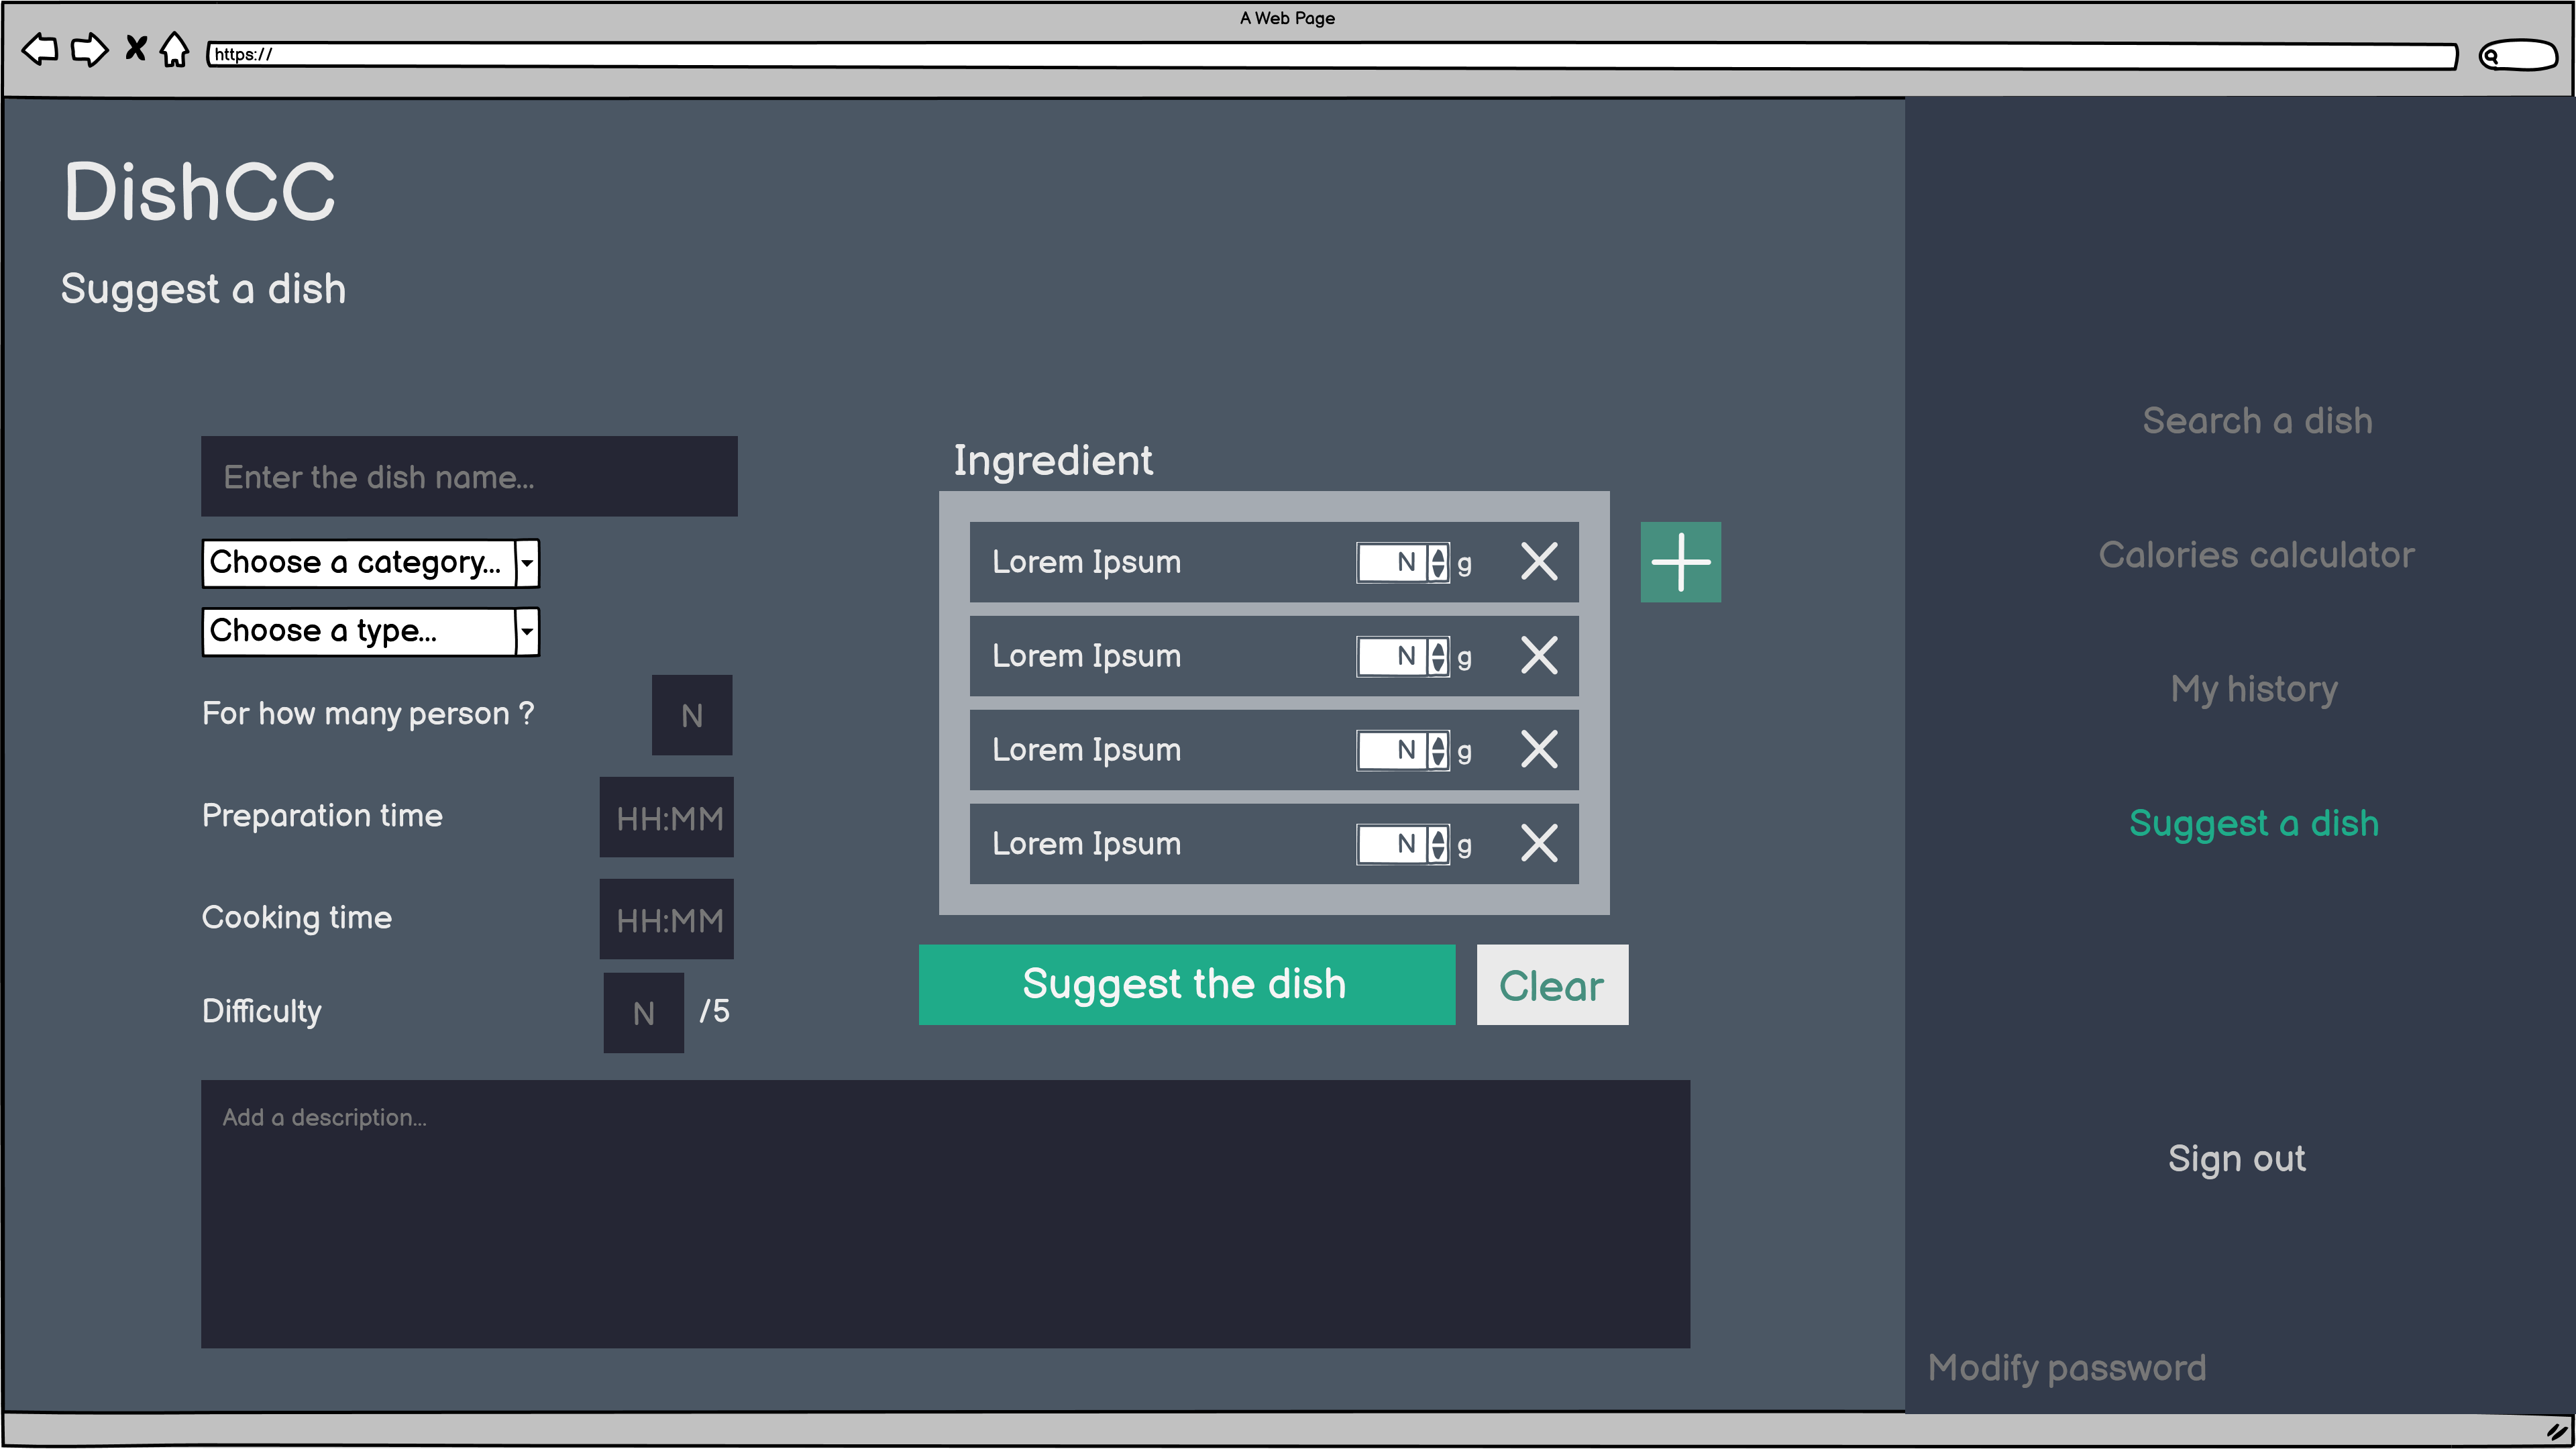 A Web Page
https://
DishCC
Suggest a dish
Enter the dish name...
Choose a category...
Choose a type...
For how many person ?
N
Preparation time
HH:MM
Cooking time
HH:MM
Difficulty
N /5
Ingredient
Lorem Ipsum N g
Lorem Ipsum N g
Lorem Ipsum N g
Lorem Ipsum N g
Suggest the dish
Clear
Add a description...
Search a dish
Calories calculator
My history
Suggest a dish
Sign out
Modify password